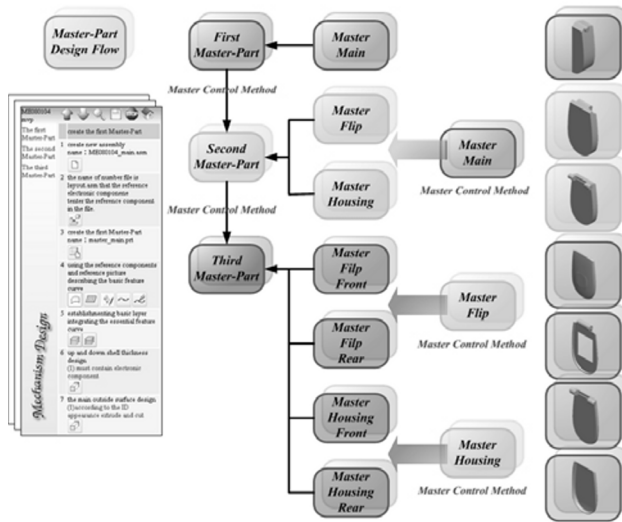 Master-Part
Design Flow
First
Master-Part
Master
Main
Master Control Method
Second
Master-Part
Master
Flip
Master
Housing
Master
Main
Master Control Method
Master Control Method
Third
Master-Part
Master
Filp
Front
Master
Filp
Rear
Master
Flip
Master Control Method
Master
Housing
Front
Master
Housing
Rear
Master
Housing
Master Control Method
ME080104
The first
Master-Part
The second
Master-Part
The third
Master-Part
Mechanism Design
create the first Master-Part
1 create new assembly
name : ME080104_main.asm
2 the name of master file is
layout.asm that the reference
electronic componene
tenter the reference component
in the file.
3 create the first Master-Part
name : master_main.prt
4 using the reference components
and reference picture
describing the basic feature
curve
5 establishmenting basic layer
integrating the essential feature
curve
6 up and down shell thickness
design
(1) must contain electronic
component
7 the main outside surface design
(1)according to the ID
appearance outside and cut